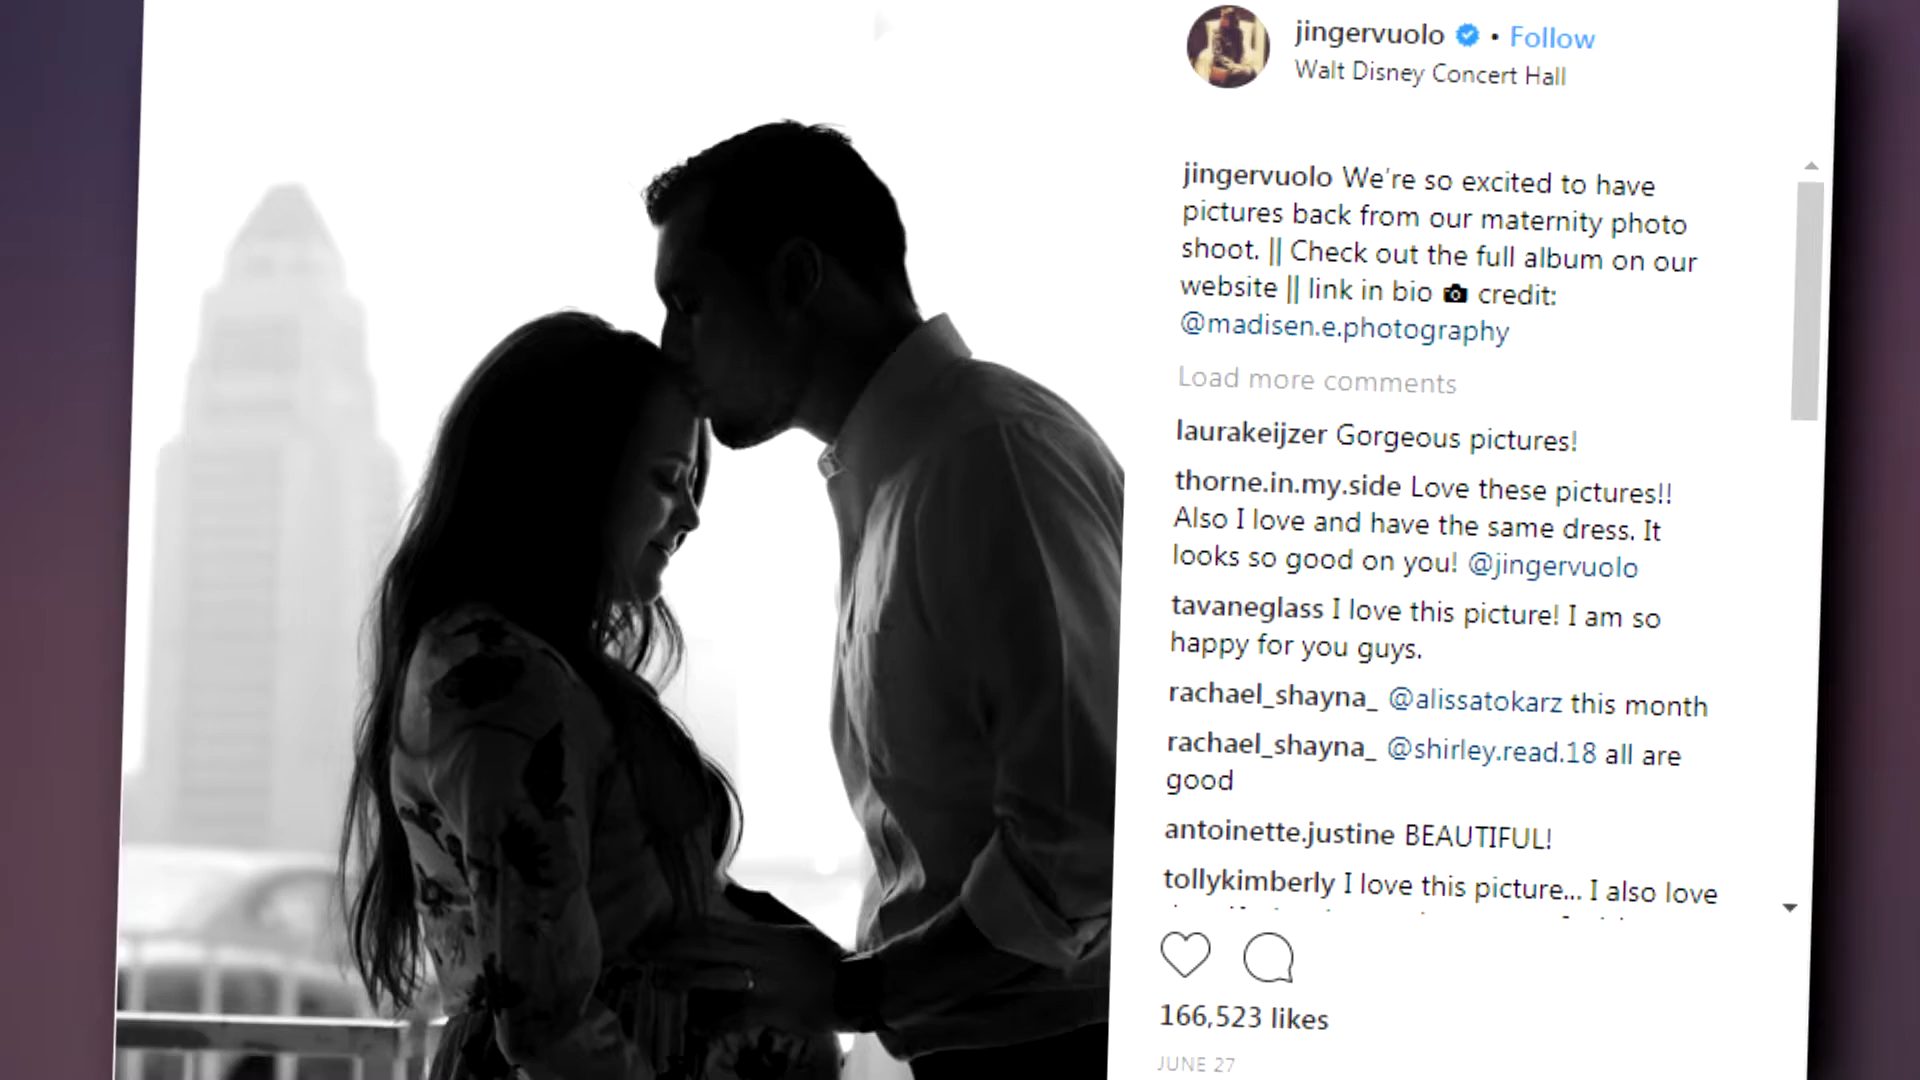 jingervuolo • Follow
Walt Disney Concert Hall
jingervuolo We're so excited to have
pictures back from our maternity photo
shoot. || Check out the full album on our
website || link in bio 📷 credit:
@madisen.e.photography
Load more comments
laurakeijzer Gorgeous pictures!
thorne.in.my.side Love these pictures!!
Also I love and have the same dress. It
looks so good on you! @jingervuolo
tavaneglass I love this picture! I am so
happy for you guys.
rachael_shayna_ @alissatokarz this month
rachael_shayna_ @shirley.read.18 all are
good
antoinette.justine BEAUTIFUL!
tollykimberly I love this picture... I also love
166,523 likes
JUNE 27